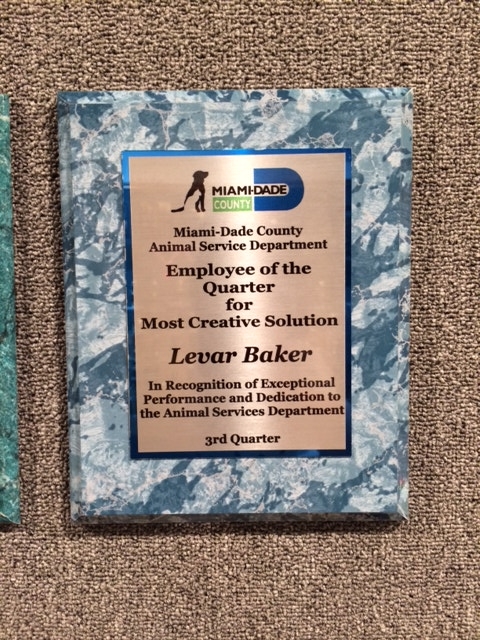 MIAMI-DADE
COUNTY
Miami-Dade County
Animal Service Department
Employee of the
Quarter
for
Most Creative Solution
Levar Baker
In Recognition of Exceptional
Performance and Dedication to
the Animal Services Department
3rd Quarter